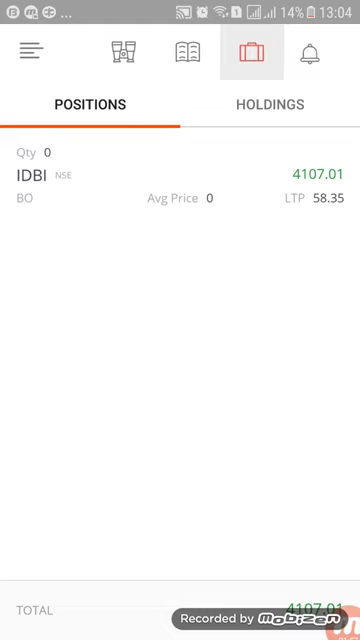 ... 14% 13:04
POSITIONS HOLDINGS
Qty 0
IDBI NSE 4107.01
BO Avg Price 0 LTP 58.35
TOTAL 4107.01
Recorded by mobizen